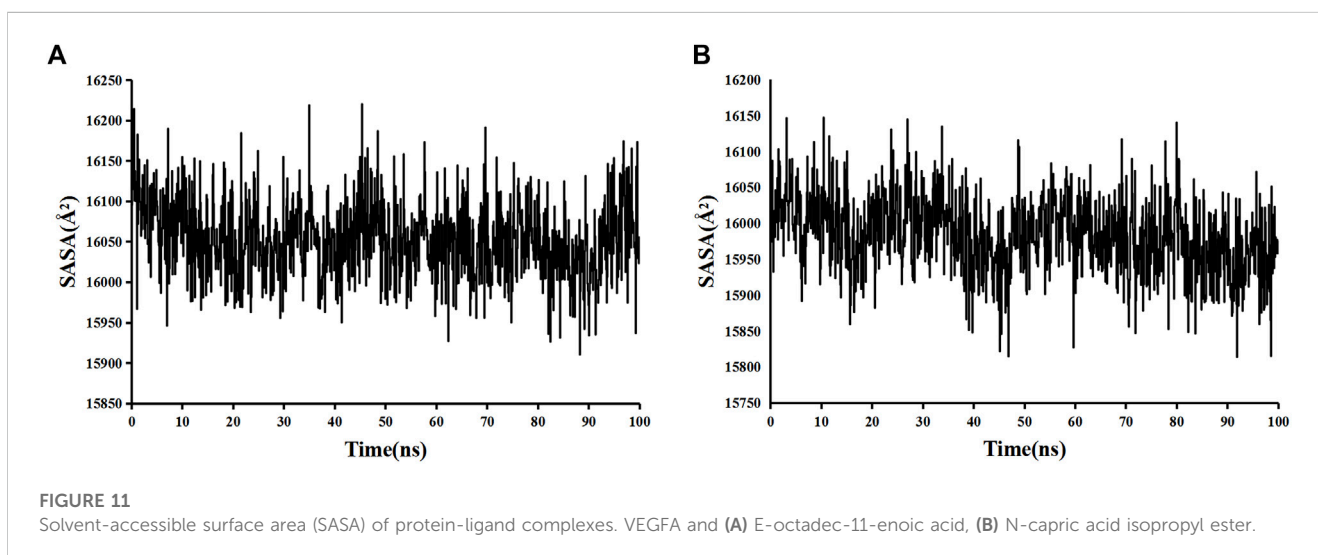 A
16250
16200
16150
16100
16050
16000
15950
15900
15850
SASA(Å²)
0 10 20 30 40 50 60 70 80 90 100
Time(ns)
B
16200
16150
16100
16050
16000
15950
15900
15850
15800
15750
SASA(Å²)
0 10 20 30 40 50 60 70 80 90 100
Time(ns)
FIGURE 11
Solvent-accessible surface area (SASA) of protein-ligand complexes. VEGFA and (A) E-octadec-11-enoic acid, (B) N-capric acid isopropyl ester.